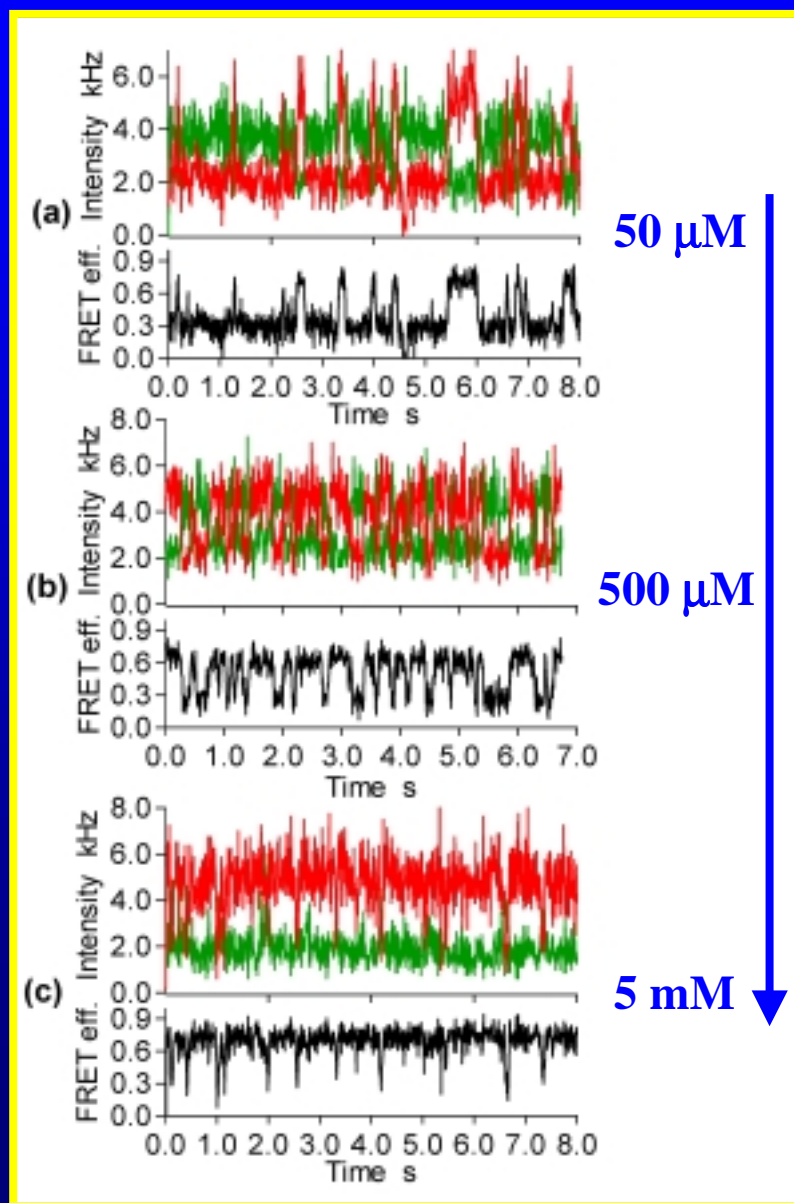 (a)
Intensity kHz
6.0
4.0
2.0
0.0
50 μM
FRET eff.
0.9
0.6
0.3
0.0
0.0 1.0 2.0 3.0 4.0 5.0 6.0 7.0 8.0
Time s
(b)
Intensity kHz
8.0
6.0
4.0
2.0
0.0
500 μM
FRET eff.
0.9
0.6
0.3
0.0
0.0 1.0 2.0 3.0 4.0 5.0 6.0 7.0
Time s
(c)
Intensity kHz
8.0
6.0
4.0
2.0
0.0
5 mM
FRET eff.
0.9
0.6
0.3
0.0
0.0 1.0 2.0 3.0 4.0 5.0 6.0 7.0 8.0
Time s